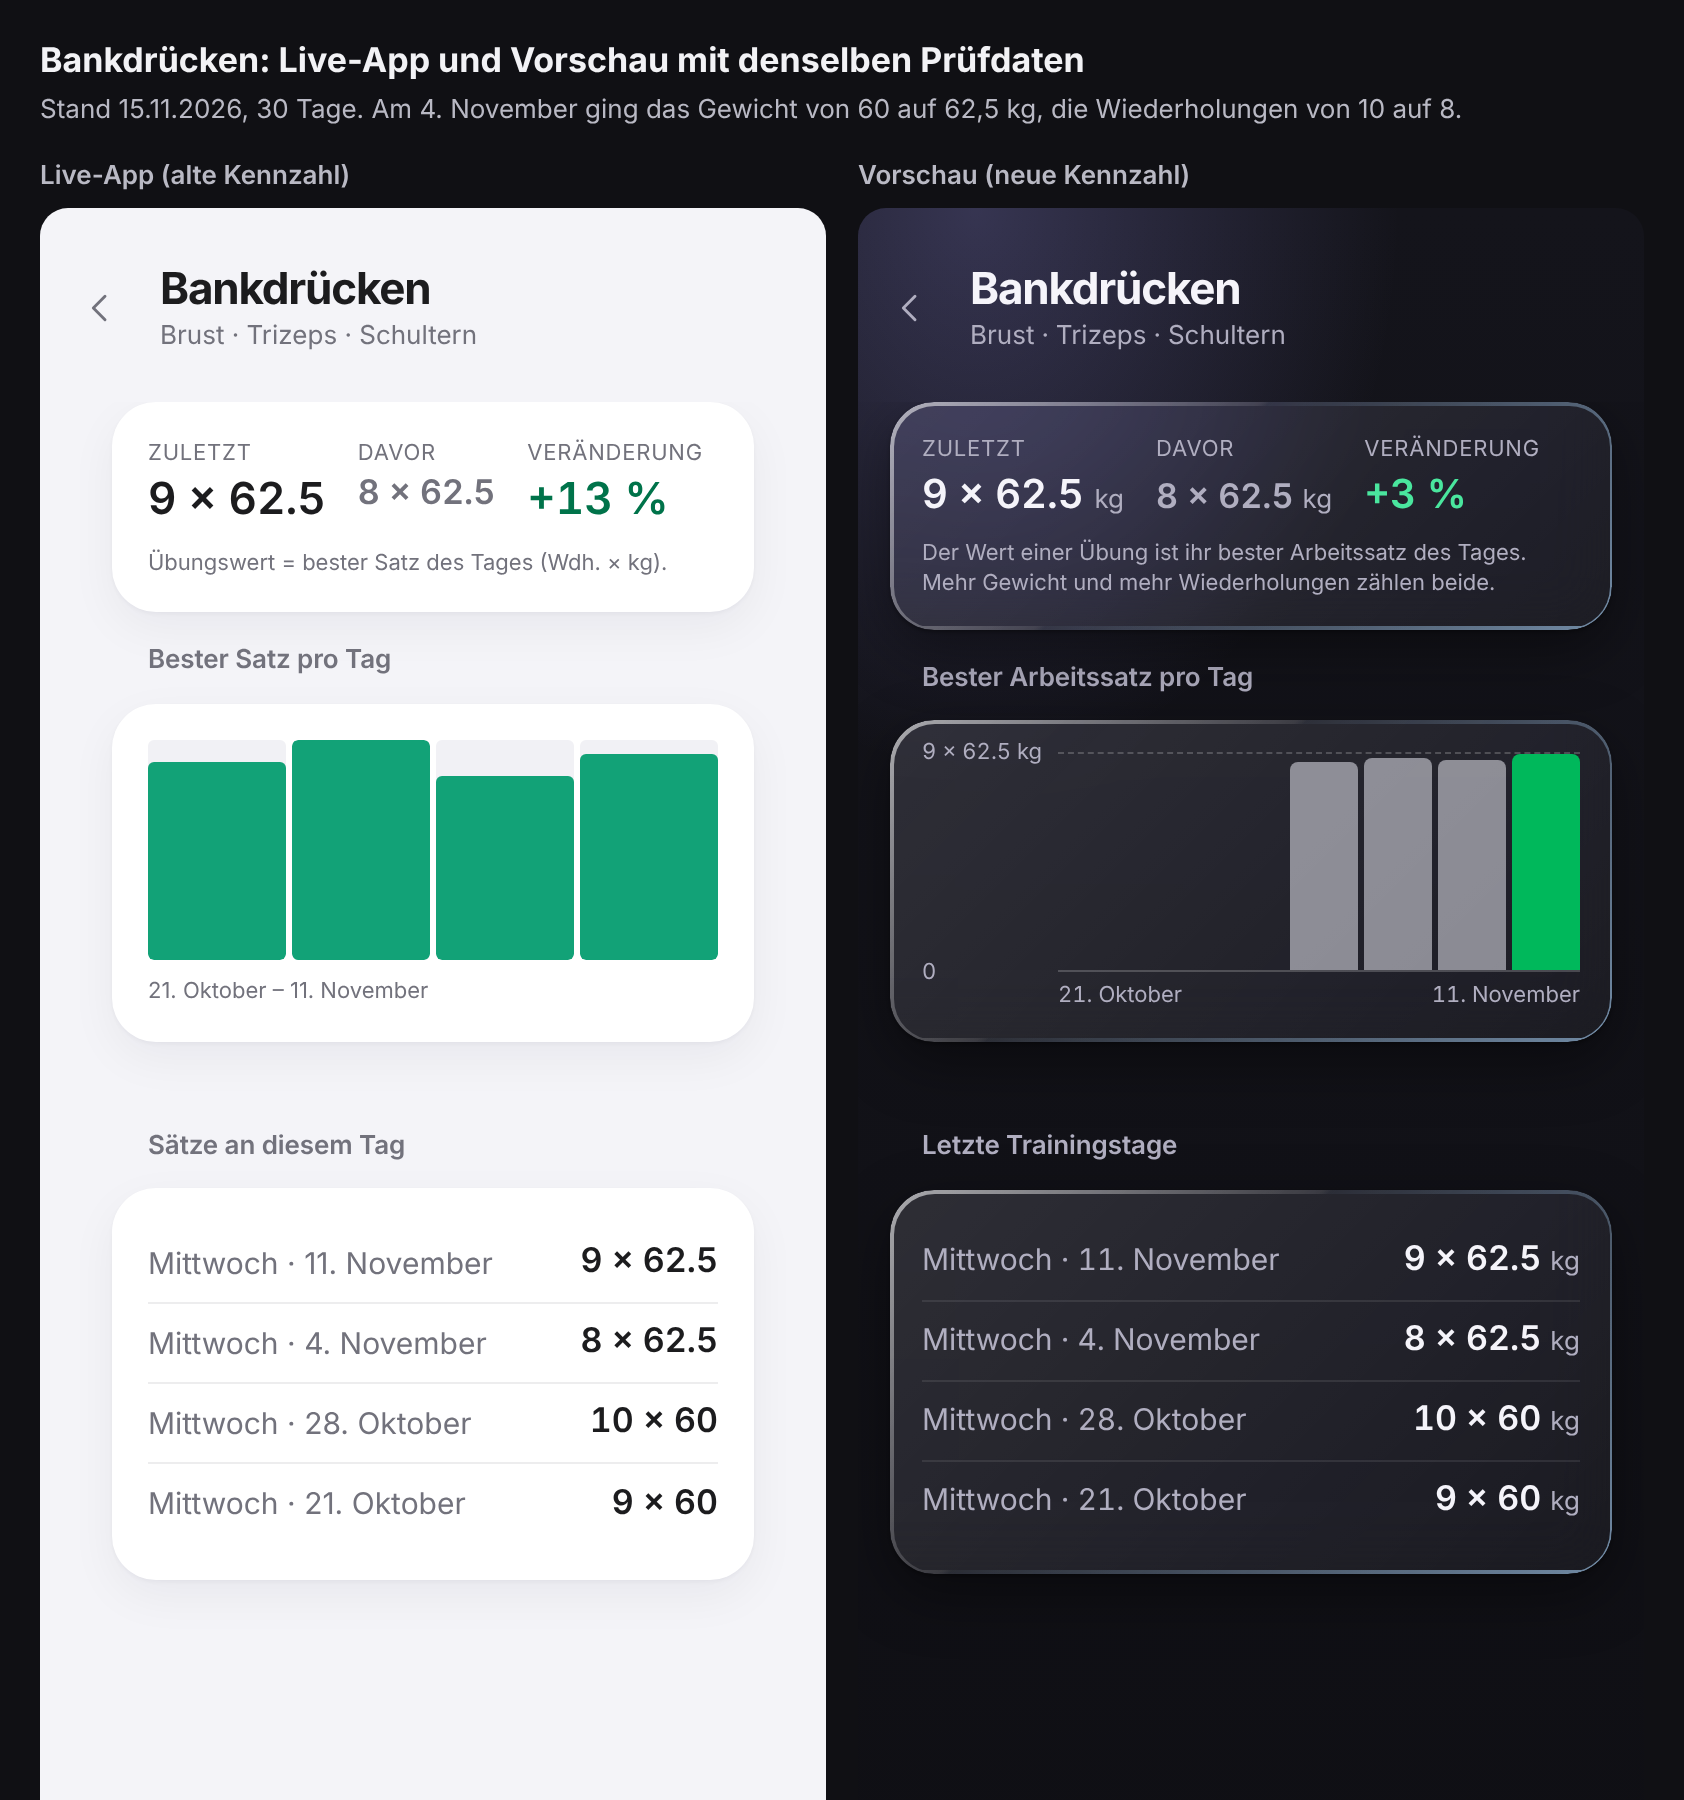 Bankdrücken: Live-App und Vorschau mit denselben Prüfdaten
Stand 15.11.2026, 30 Tage. Am 4. November ging das Gewicht von 60 auf 62,5 kg, die Wiederholungen von 10 auf 8.
Live-App (alte Kennzahl)
Bankdrücken
Brust · Trizeps · Schultern
ZULETZT DAVOR VERÄNDERUNG
9 × 62.5 8 × 62.5 +13 %
Übungswert = bester Satz des Tages (Wdh. × kg).
Bester Satz pro Tag
21. Oktober – 11. November
Sätze an diesem Tag
Mittwoch · 11. November 9 × 62.5
Mittwoch · 4. November 8 × 62.5
Mittwoch · 28. Oktober 10 × 60
Mittwoch · 21. Oktober 9 × 60
Vorschau (neue Kennzahl)
Bankdrücken
Brust · Trizeps · Schultern
ZULETZT DAVOR VERÄNDERUNG
9 × 62.5 kg 8 × 62.5 kg +3 %
Der Wert einer Übung ist ihr bester Arbeitssatz des Tages.
Mehr Gewicht und mehr Wiederholungen zählen beide.
Bester Arbeitssatz pro Tag
9 × 62.5 kg
0
21. Oktober 11. November
Letzte Trainingstage
Mittwoch · 11. November 9 × 62.5 kg
Mittwoch · 4. November 8 × 62.5 kg
Mittwoch · 28. Oktober 10 × 60 kg
Mittwoch · 21. Oktober 9 × 60 kg